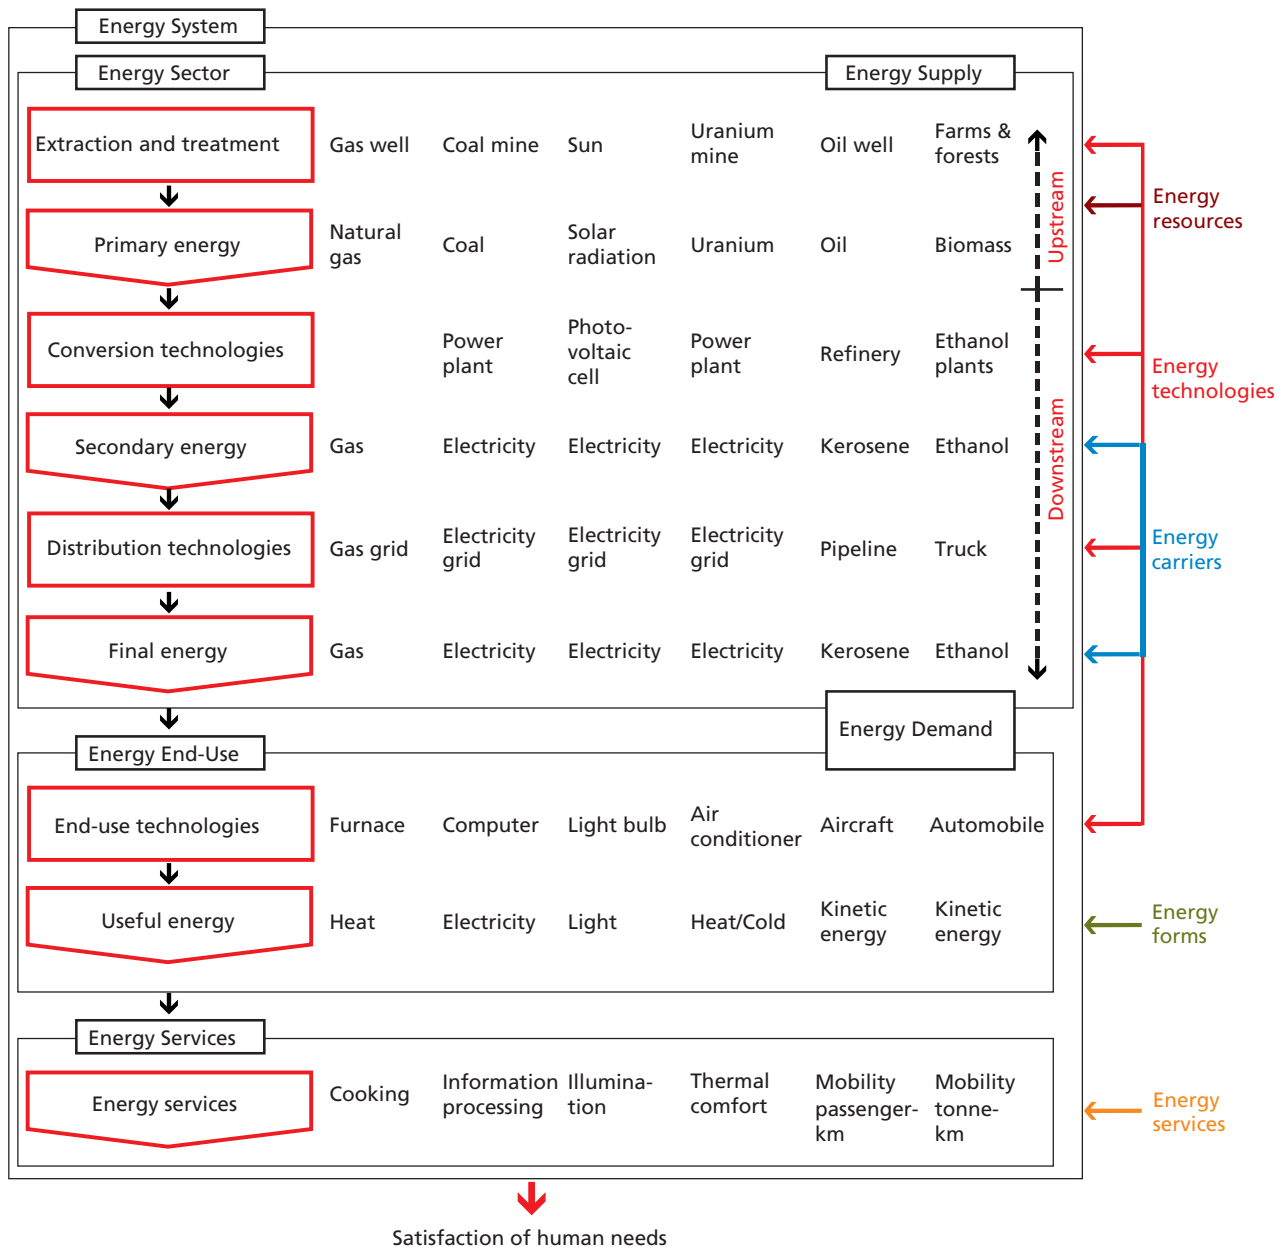 Energy System
Energy Sector
Energy Supply
Extraction and treatment
Gas well
Coal mine
Sun
Uranium
mine
Oil well
Farms &
forests
Upstream
Energy
resources
Primary energy
Natural
gas
Coal
Solar
radiation
Uranium
Oil
Biomass
Conversion technologies
Power
plant
Photo-
voltaic
cell
Power
plant
Refinery
Ethanol
plants
Energy
technologies
Secondary energy
Gas
Electricity
Electricity
Electricity
Kerosene
Ethanol
Downstream
Distribution technologies
Gas grid
Electricity
grid
Electricity
grid
Electricity
grid
Pipeline
Truck
Energy
carriers
Final energy
Gas
Electricity
Electricity
Electricity
Kerosene
Ethanol
Energy Demand
Energy End-Use
End-use technologies
Furnace
Computer
Light bulb
Air
conditioner
Aircraft
Automobile
Useful energy
Heat
Electricity
Light
Heat/Cold
Kinetic
energy
Kinetic
energy
Energy
forms
Energy Services
Energy services
Cooking
Information
processing
Illumina-
tion
Thermal
comfort
Mobility
passenger-
km
Mobility
tonne-
km
Energy
services
Satisfaction of human needs